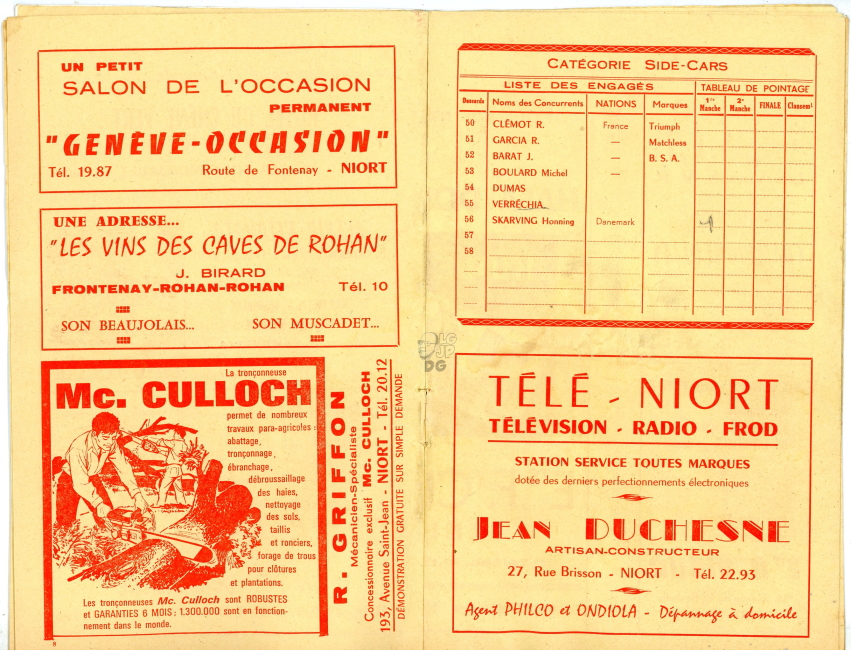 UN PETIT
SALON DE L'OCCASION
PERMANENT
"GENÈVE-OCCASION"
Tél. 19.87 Route de Fontenay - NIORT
UNE ADRESSE...
"LES VINS DES CAVES DE ROHAN"
J. BIRARD
FRONTENAY-ROHAN-ROHAN Tél. 10
SON BEAUJOLAIS... SON MUSCADET...
La tronçonneuse
Mc. CULLOCH
permet de nombreux
travaux para-agricoles :
abattage,
tronçonnage,
ébranchage,
débroussaillage
des haies,
nettoyage
des sols,
taillis
et ronciers,
forage de trous
pour clôtures
et plantations.
Les tronçonneuses Mc. Culloch sont ROBUSTES
et GARANTIES 6 MOIS : 1.300.000 sont en fonction-
nement dans le monde.
R. GRIFFON
Mécanicien-Spécialiste
Concessionnaire exclusif Mc. CULLOCH
193, Avenue Saint-Jean - NIORT - Tél. 20.12
DÉMONSTRATION GRATUITE SUR SIMPLE DEMANDE
8
CATÉGORIE SIDE-CARS
LISTE DES ENGAGÉS TABLEAU DE POINTAGE
Dossards Noms des Concurrents NATIONS Marques 1re Manche 2e Manche FINALE Classemt
50 CLÉMOT R. France Triumph
51 GARCIA R. — Matchless
52 BARAT J. — B. S. A.
53 BOULARD Michel —
54 DUMAS
55 VERRÉCHIA
56 SKARVING Honning Danemark
57
58
LG
JP
DG
TÉLÉ - NIORT
TÉLÉVISION - RADIO - FROD
STATION SERVICE TOUTES MARQUES
dotée des derniers perfectionnements électroniques
JEAN DUCHESNE
ARTISAN-CONSTRUCTEUR
27, Rue Brisson - NIORT - Tél. 22.93
Agent PHILCO et ONDIOLA - Dépannage à domicile